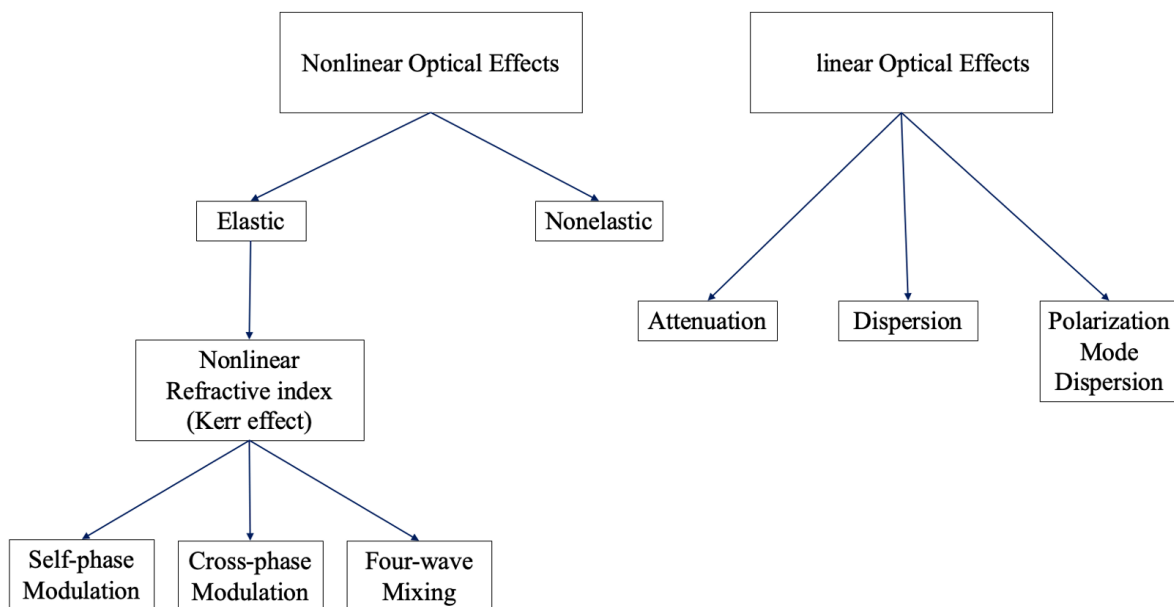 Nonlinear Optical Effects
linear Optical Effects
Elastic
Nonelastic
Attenuation
Dispersion
Polarization
Mode
Dispersion
Nonlinear
Refractive index
(Kerr effect)
Self-phase
Modulation
Cross-phase
Modulation
Four-wave
Mixing